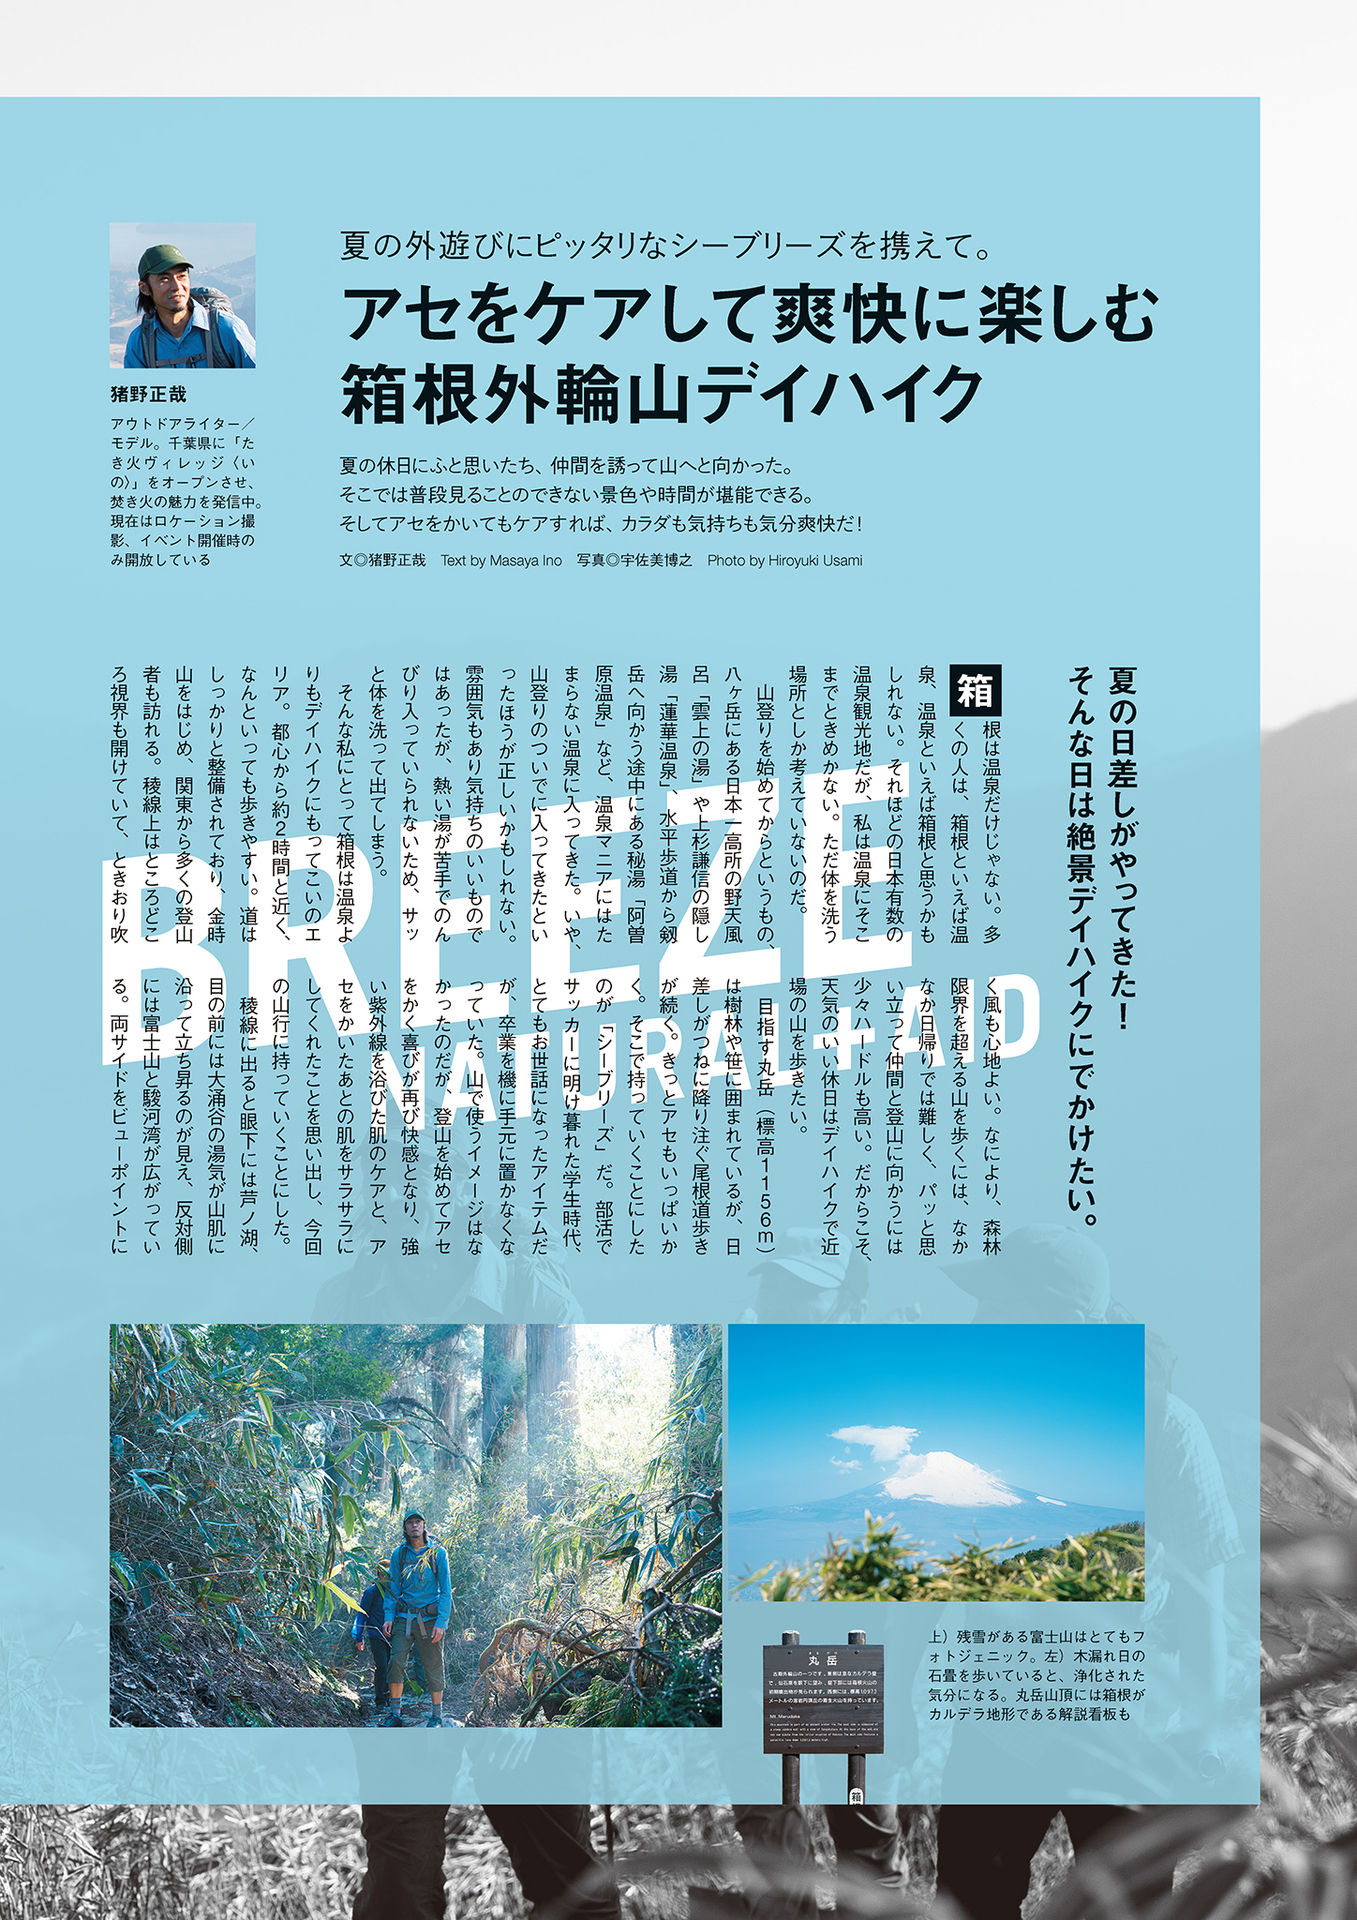 夏の外遊びにピッタリなシーブリーズを携えて。
アセをケアして爽快に楽しむ
箱根外輪山デイハイク
夏の休日にふと思いたち、仲間を誘って山へと向かった。
そこでは普段見ることのできない景色や時間が堪能できる。
そしてアセをかいてもケアすれば、カラダも気持ちも気分爽快だ！
文◎猪野正哉　Text by Masaya Ino　写真◎宇佐美博之　Photo by Hiroyuki Usami
猪野正哉
アウトドアライター／
モデル。千葉県に「た
き火ヴィレッジ〈い
の〉」をオープンさせ、
焚き火の魅力を発信中。
現在はロケーション撮
影、イベント開催時の
み開放している
夏の日差しがやってきた！
そんな日は絶景デイハイクにでかけたい。
箱根は温泉だけじゃない。多
くの人は、箱根といえば温
泉、温泉といえば箱根と思うかも
しれない。それほどの日本有数の
温泉観光地だが、私は温泉にそこ
までときめかない。ただ体を洗う
場所としか考えていないのだ。
山登りを始めてからというもの、
八ヶ岳にある日本一高所の野天風
呂「雲上の湯」や上杉謙信の隠し
湯「蓮華温泉」、水平歩道から剱
岳へ向かう途中にある秘湯「阿曽
原温泉」など、温泉マニアにはた
まらない温泉に入ってきた。いや、
山登りのついでに入ってきたとい
ったほうが正しいかもしれない。
雰囲気もあり気持ちのいいもので
はあったが、熱い湯が苦手でのん
びり入っていられないため、サッ
と体を洗って出てしまう。
そんな私にとって箱根は温泉よ
りもデイハイクにもってこいのエ
リア。都心から約2時間と近く、
なんといっても歩きやすい。道は
しっかりと整備されており、金時
山をはじめ、関東から多くの登山
者も訪れる。稜線上はところどこ
ろ視界も開けていて、ときおり吹
く風も心地よい。なにより、森林
限界を超える山を歩くには、なか
なか日帰りでは難しく、パッと思
い立って仲間と登山に向かうには
少々ハードルも高い。だからこそ、
天気のいい休日はデイハイクで近
場の山を歩きたい。
目指す丸岳（標高1156m）
は樹林や笹に囲まれているが、日
差しがつねに降り注ぐ尾根道歩き
が続く。きっとアセもいっぱいか
く。そこで持っていくことにした
のが「シーブリーズ」だ。部活で
サッカーに明け暮れた学生時代、
とてもお世話になったアイテムだ
が、卒業を機に手元に置かなくな
っていた。山で使うイメージはな
かったのだが、登山を始めてアセ
をかく喜びが再び快感となり、強
い紫外線を浴びた肌のケアと、ア
セをかいたあとの肌をサラサラに
してくれたことを思い出し、今回
の山行に持っていくことにした。
稜線に出ると眼下には芦ノ湖、
目の前には大涌谷の湯気が山肌に
沿って立ち昇るのが見え、反対側
には富士山と駿河湾が広がってい
る。両サイドをビューポイントに
BREEZE
NATURAL+AID
丸岳
Mt. Marudake
箱
上）残雪がある富士山はとてもフ
ォトジェニック。左）木漏れ日の
石畳を歩いていると、浄化された
気分になる。丸岳山頂には箱根が
カルデラ地形である解説看板も